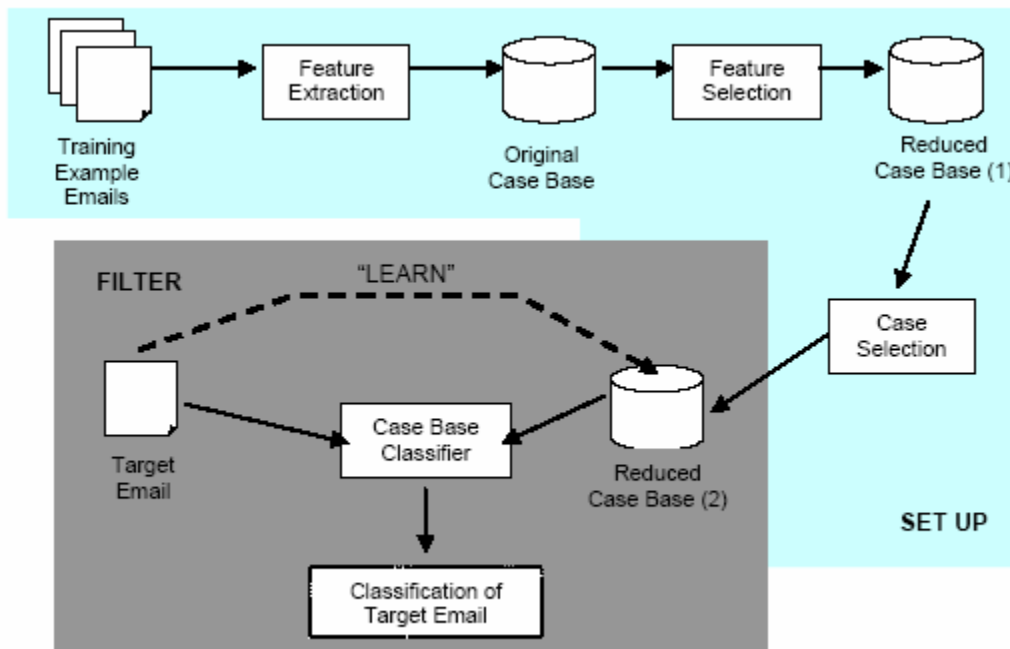 Feature
Extraction
Feature
Selection
Training
Example
Emails
Original
Case Base
Reduced
Case Base (1)
FILTER
“LEARN”
Case
Selection
Case Base
Classifier
Target
Email
Reduced
Case Base (2)
SET UP
Classification of
Target Email